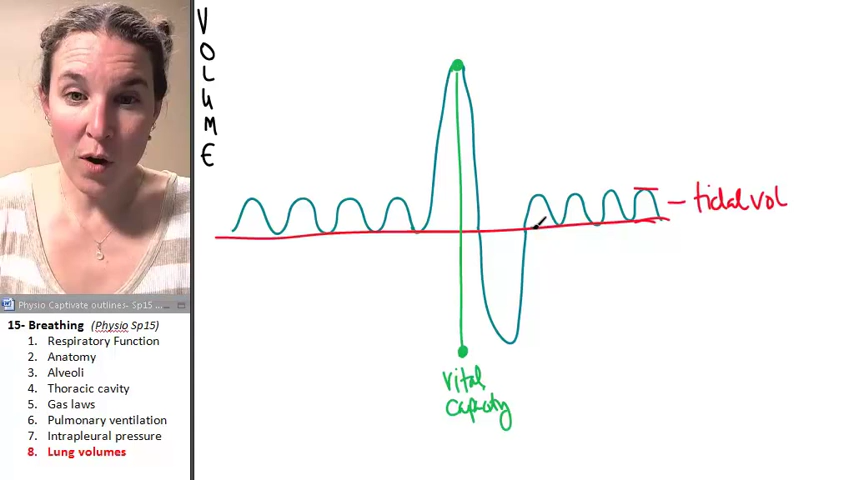 VOLUME
tidal vol
vital
capacity
Physio Captivate outlines- Sp15 ...
15- Breathing (Physio Sp15)
1. Respiratory Function
2. Anatomy
3. Alveoli
4. Thoracic cavity
5. Gas laws
6. Pulmonary ventilation
7. Intrapleural pressure
8. Lung volumes